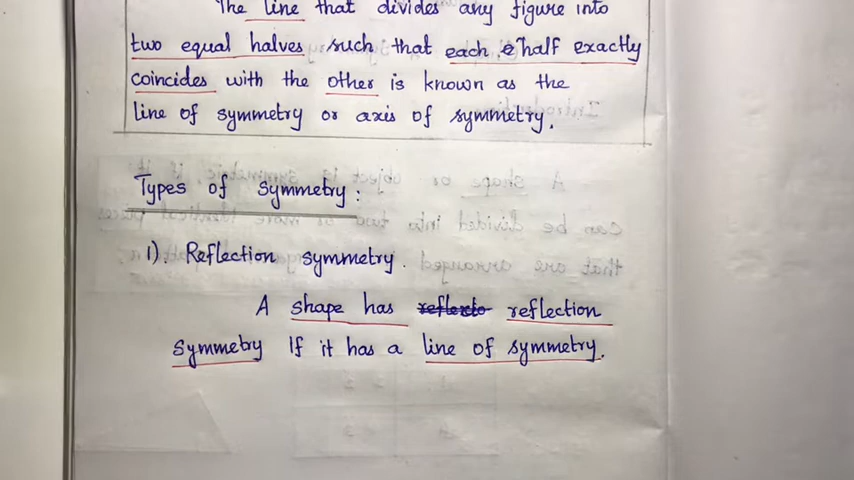 The line that divides any figure into
two equal halves such that each half exactly
coincides with the other is known as the
line of symmetry or axis of symmetry.
Types of symmetry:
1). Reflection symmetry.
A shape has reflection
symmetry If it has a line of symmetry.